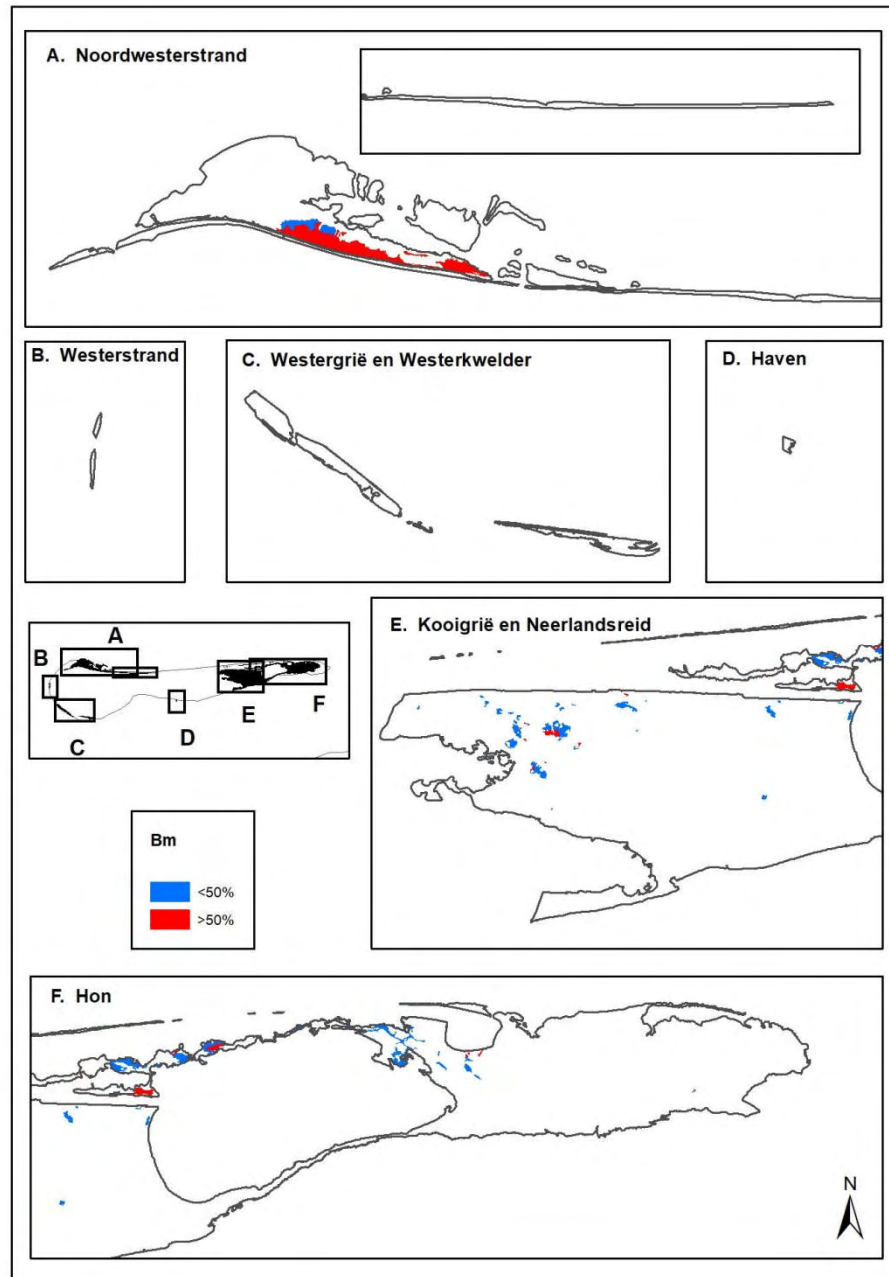 A. Noordwesterstrand
B. Westerstrand
C. Westergrië en Westerkwelder
D. Haven
A
B
C
D
E
F
E. Kooigrië en Neerlandsreid
Bm
<50%
>50%
F. Hon
N